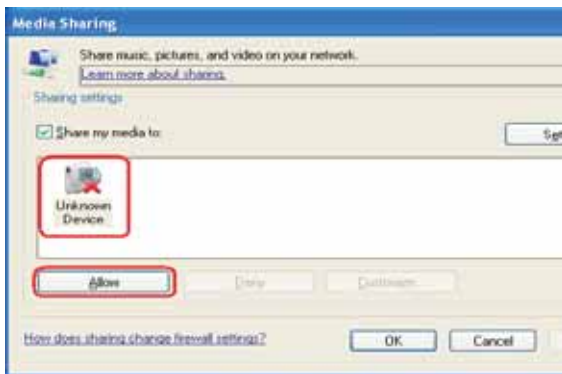 Media Sharing
Share music, pictures, and video on your network.
Learn more about sharing.
Sharing settings
Share my media to:
Unknown
Device
Allow
Deny
Customize...
How does sharing change firewall settings?
OK
Cancel